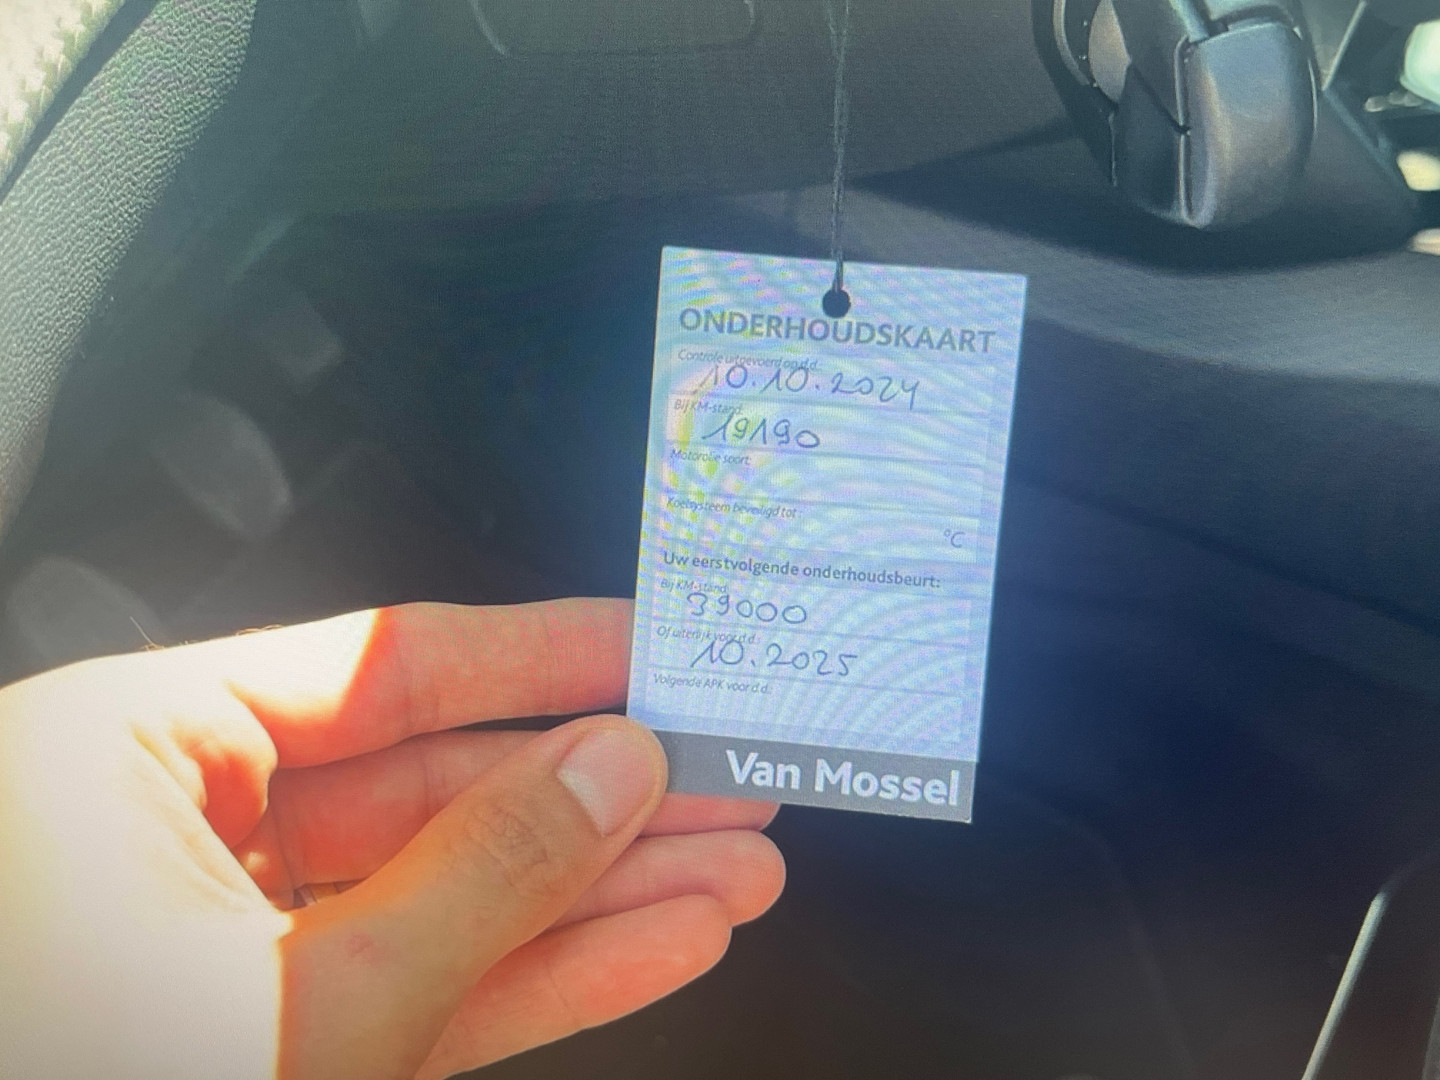 ONDERHOUDSKAART
Controle uitgevoerd op d.d.:
10.10.2024
Bij KM-stand:
19190
Motorolie soort:
Koelsysteem beveiligd tot:
°C
Uw eerstvolgende onderhoudsbeurt:
Bij KM-stand:
39000
Of uiterlijk voor d.d.:
10.2025
Volgende APK voor d.d.:
Van Mossel